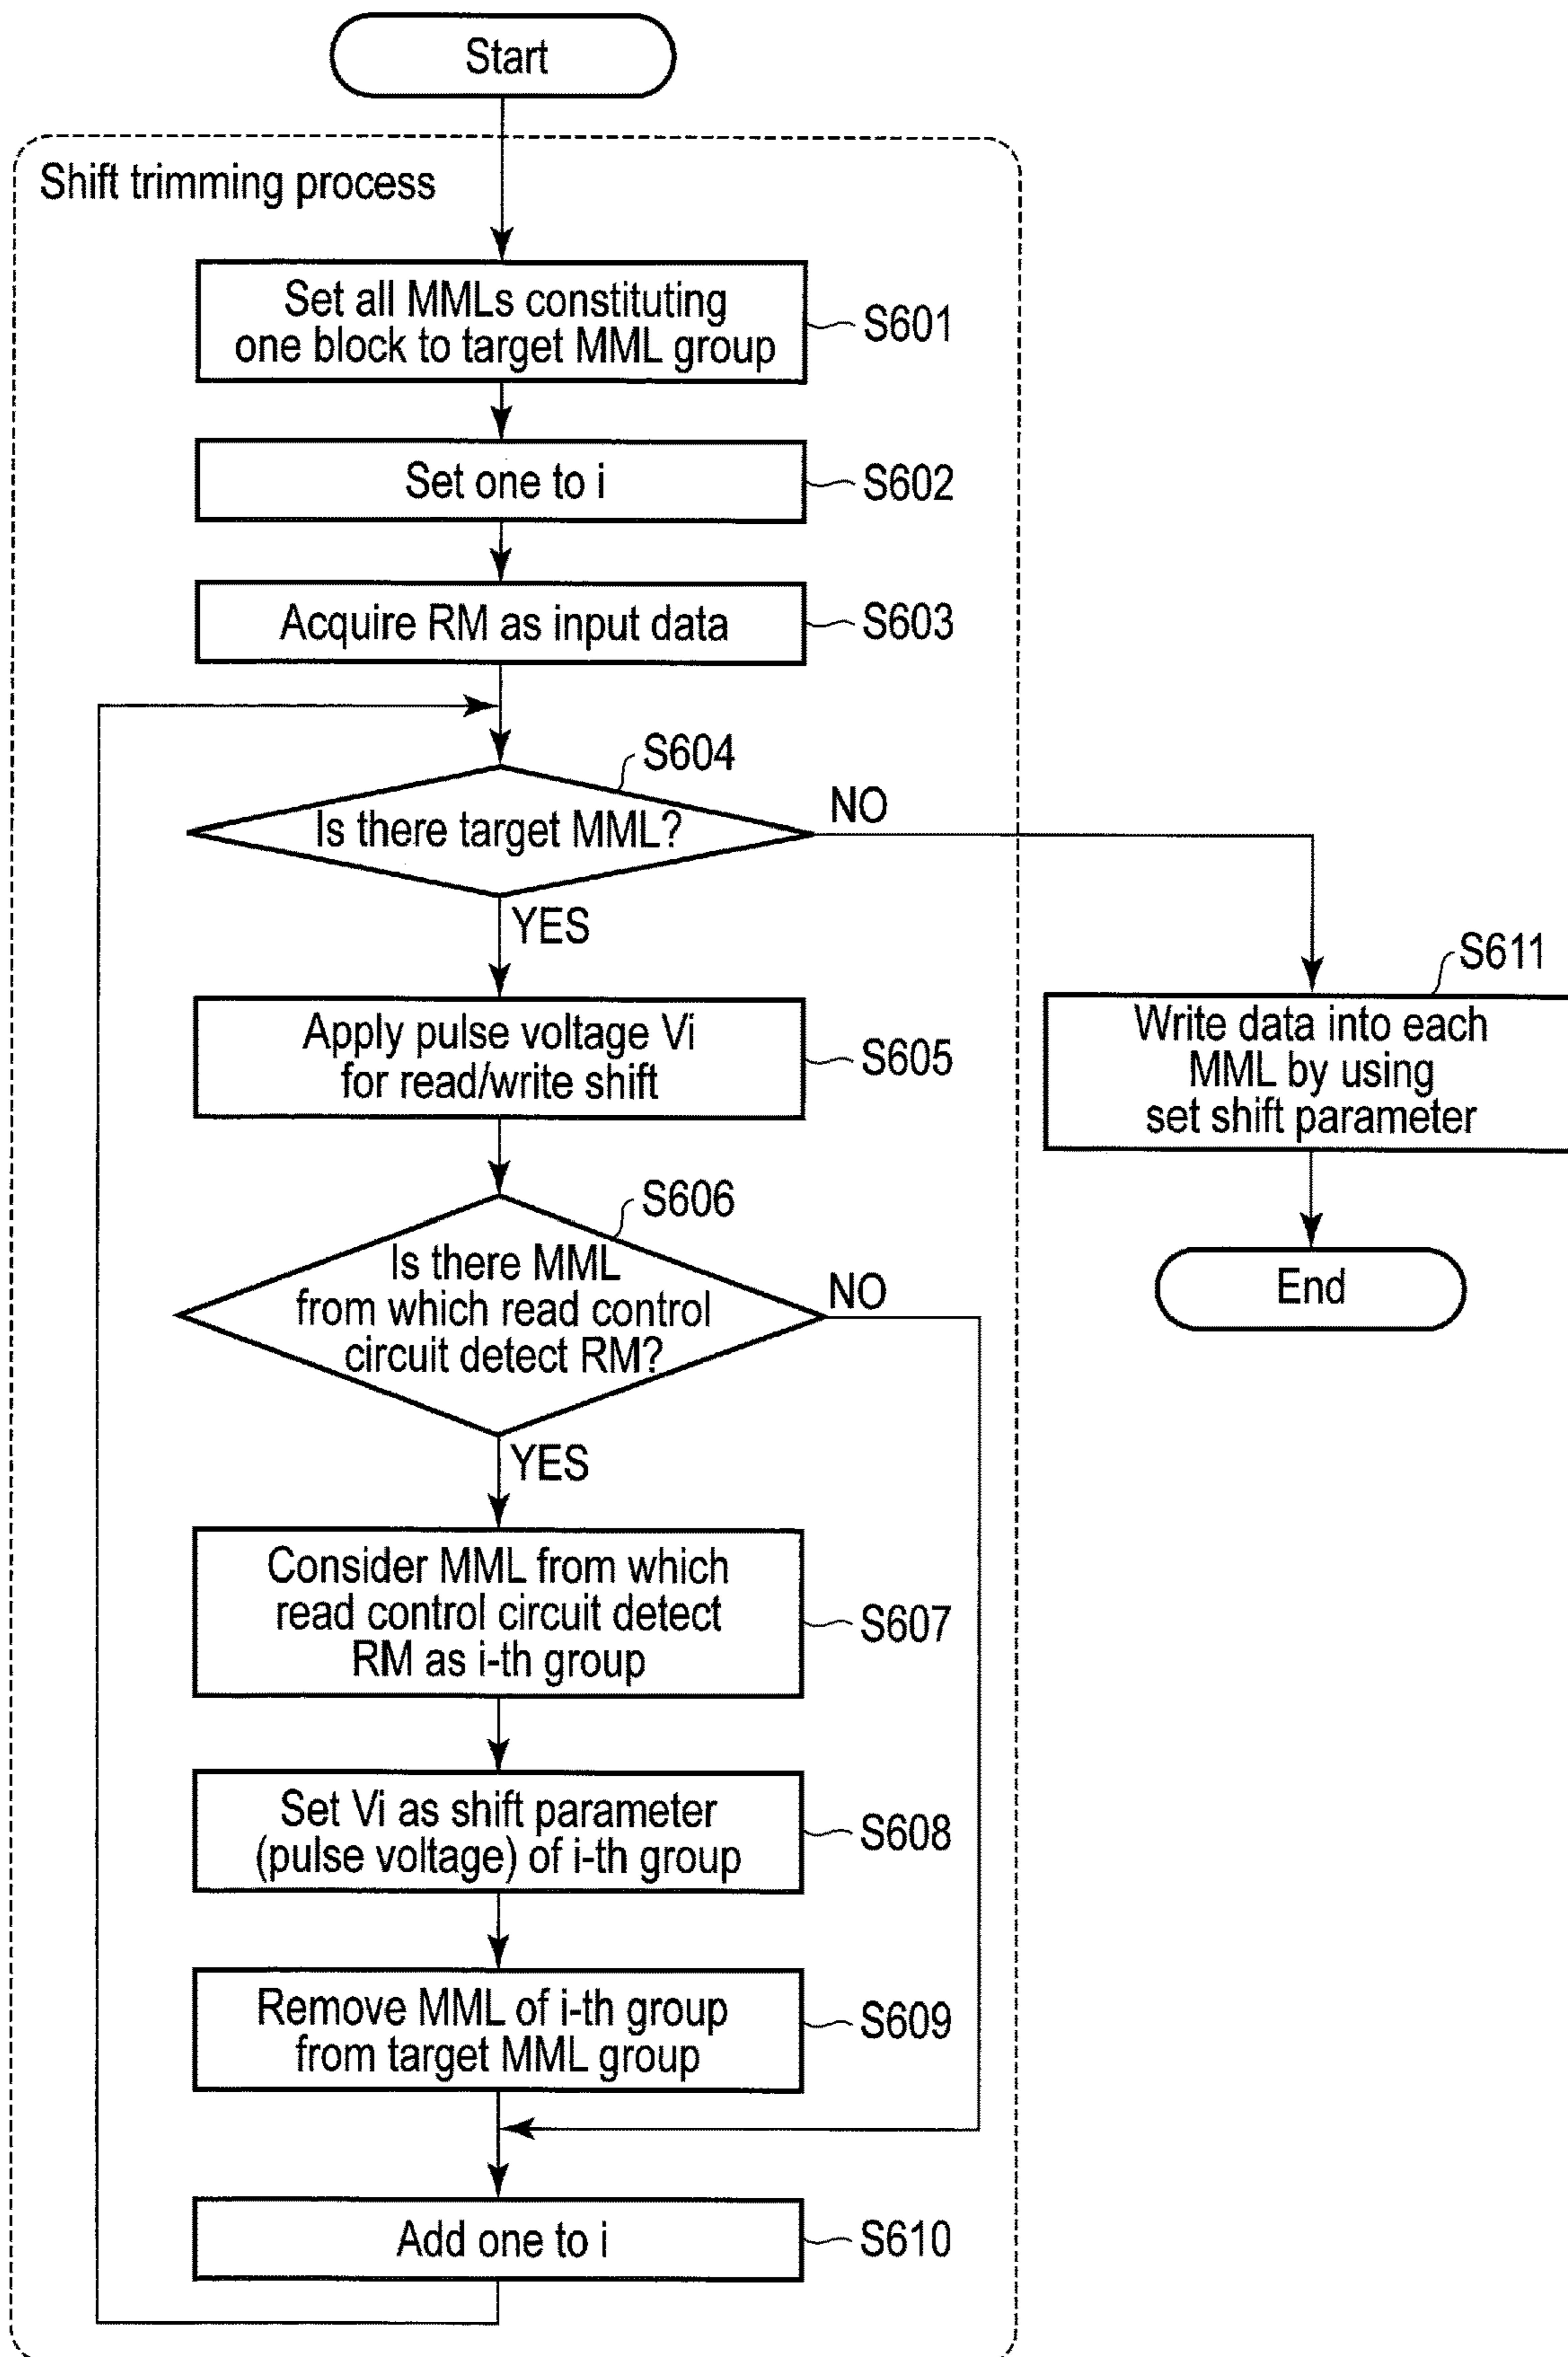 Start
Shift trimming process
Set all MMLs constituting
one block to target MML group
S601
Set one to i
S602
Acquire RM as input data
S603
S604
Is there target MML?
NO
YES
S611
Write data into each
MML by using
set shift parameter
Apply pulse voltage Vi
for read/write shift
S605
S606
Is there MML
from which read control
circuit detect RM?
NO
End
YES
Consider MML from which
read control circuit detect
RM as i-th group
S607
Set Vi as shift parameter
(pulse voltage) of i-th group
S608
Remove MML of i-th group
from target MML group
S609
Add one to i
S610